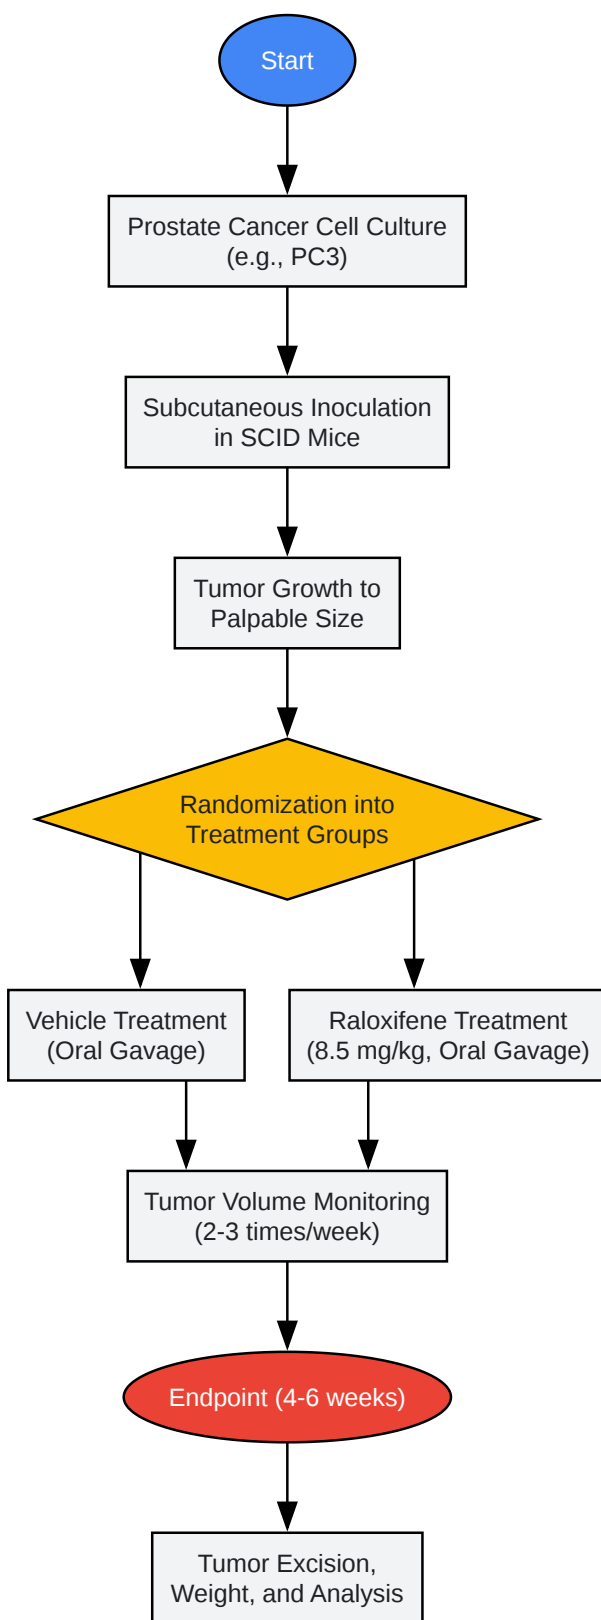 Start
Prostate Cancer Cell Culture
(e.g., PC3)
Subcutaneous Inoculation
in SCID Mice
Tumor Growth to
Palpable Size
Randomization into
Treatment Groups
Vehicle Treatment
(Oral Gavage)
Raloxifene Treatment
(8.5 mg/kg, Oral Gavage)
Tumor Volume Monitoring
(2-3 times/week)
Endpoint (4-6 weeks)
Tumor Excision,
Weight, and Analysis